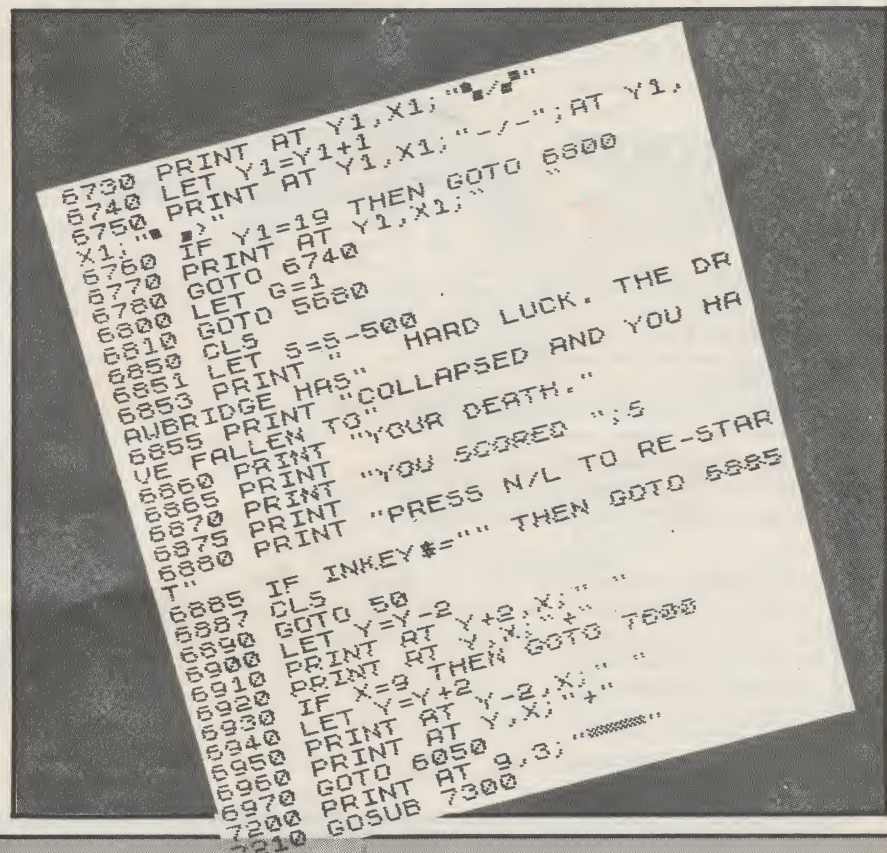 6730 PRINT AT Y1,X1;"▚/▞"
6740 LET Y1=Y1+1
6750 PRINT AT Y1,X1;"-/-";AT Y1,
X1;"■ ■>"
6760 IF Y1=19 THEN GOTO 6800
6770 PRINT AT Y1,X1;"   "
6780 GOTO 6740
6800 LET G=1
6810 GOTO 5680
6850 CLS
6851 LET S=S-500
6853 PRINT "   HARD LUCK. THE DR
AWBRIDGE HAS"
6855 PRINT "COLLAPSED AND YOU HA
VE FALLEN TO"
6860 PRINT "YOUR DEATH."
6865 PRINT
6870 PRINT "YOU SCORED ";S
6875 PRINT
6880 PRINT "PRESS N/L TO RE-STAR
T"
6885 IF INKEY$="" THEN GOTO 6885
6887 CLS
6890 GOTO 50
6900 LET Y=Y-2
6910 PRINT AT Y+2,X;" "
6920 PRINT AT Y,X;"+"
6930 IF X=9 THEN GOTO 7600
6940 LET Y=Y+2
6950 PRINT AT Y-2,X;" "
6960 PRINT AT Y,X;"+"
6970 GOTO 6050
7200 PRINT AT 9,3;"▒▒▒▒▒▒"
7210 GOSUB 7300